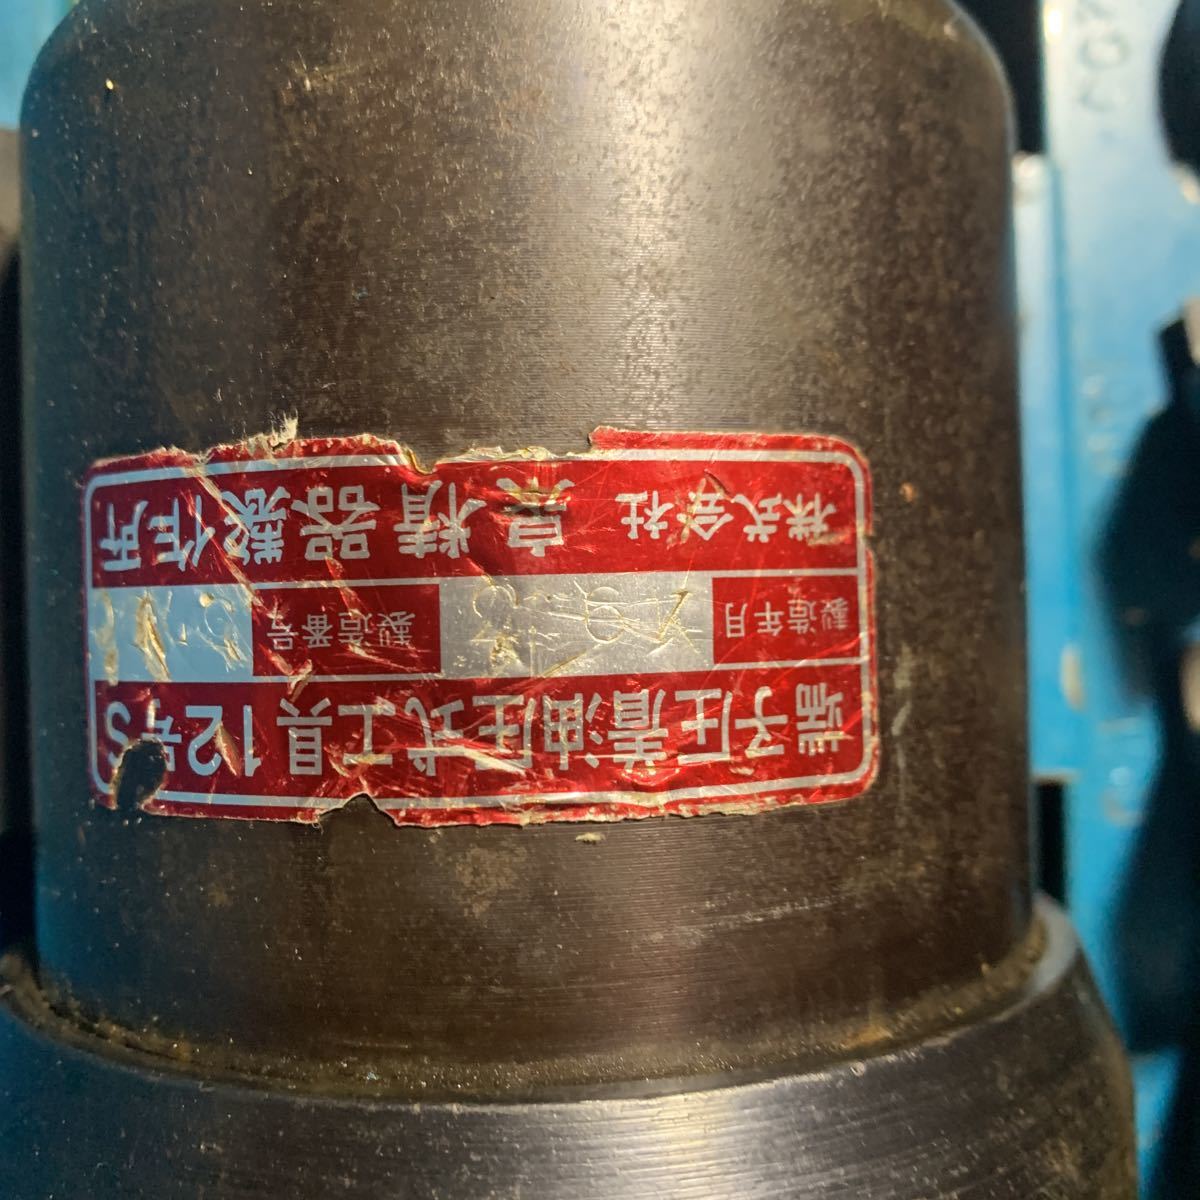 端子圧着油圧式工具12号S
製造年月 製造番号
株式会社 泉精器製作所